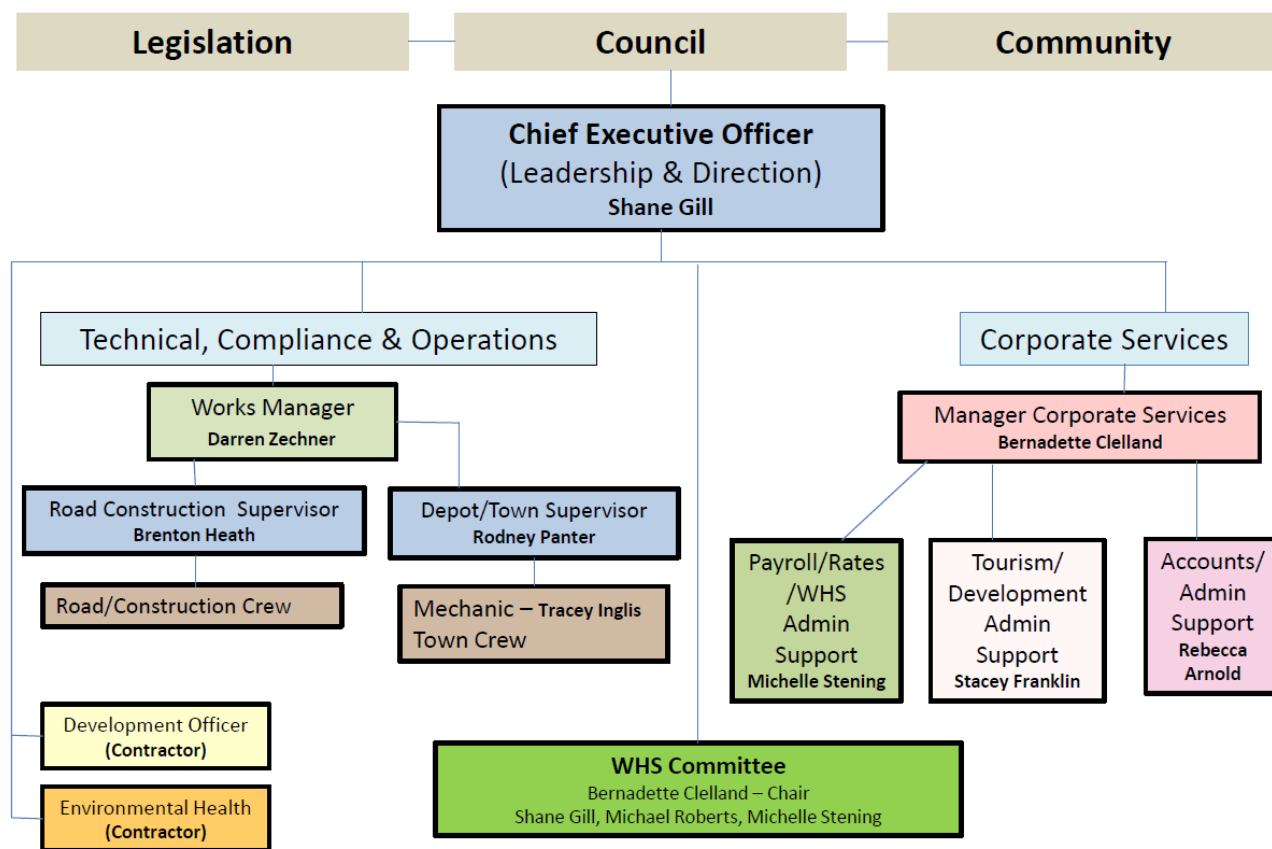 Legislation
Council
Community
Chief Executive Officer
(Leadership & Direction)
Shane Gill
Technical, Compliance & Operations
Corporate Services
Works Manager
Darren Zechner
Manager Corporate Services
Bernadette Clelland
Road Construction Supervisor
Brenton Heath
Depot/Town Supervisor
Rodney Panter
Road/Construction Crew
Mechanic – Tracey Inglis
Town Crew
Payroll/Rates
/WHS
Admin
Support
Michelle Stening
Tourism/
Development
Admin
Support
Stacey Franklin
Accounts/
Admin
Support
Rebecca
Arnold
Development Officer
(Contractor)
Environmental Health
(Contractor)
WHS Committee
Bernadette Clelland – Chair
Shane Gill, Michael Roberts, Michelle Stening